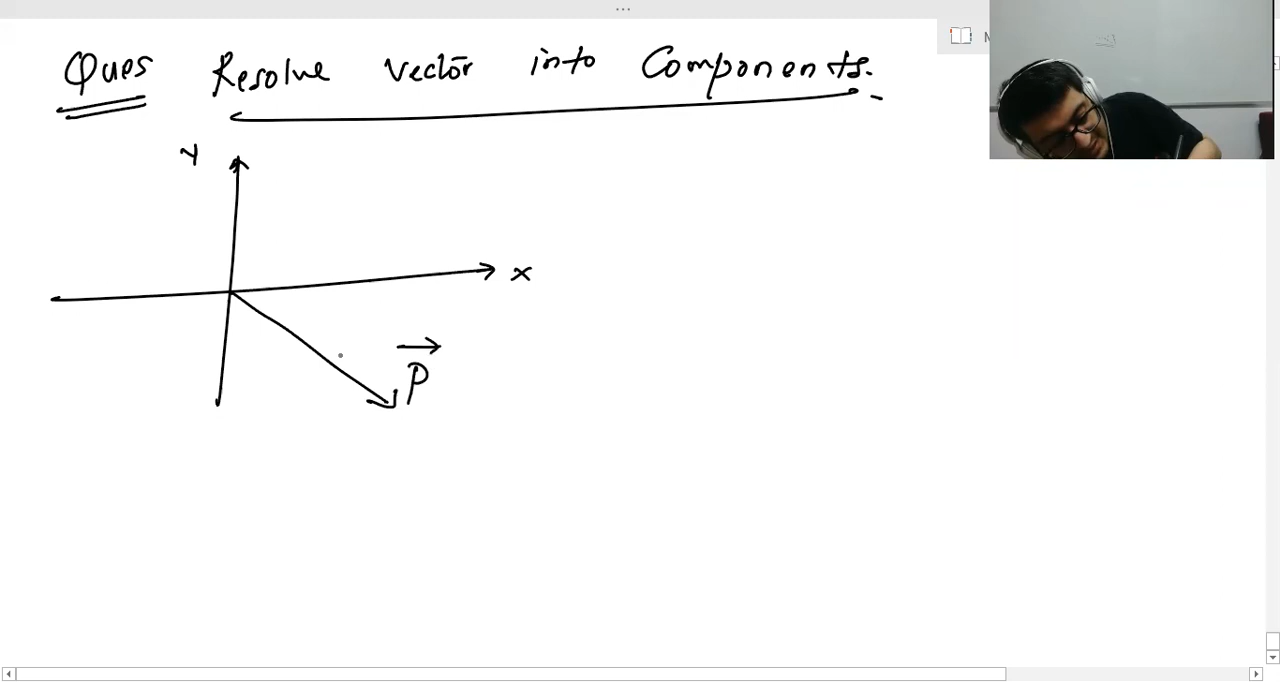 Ques Resolve vector into Components.
Y
x
P